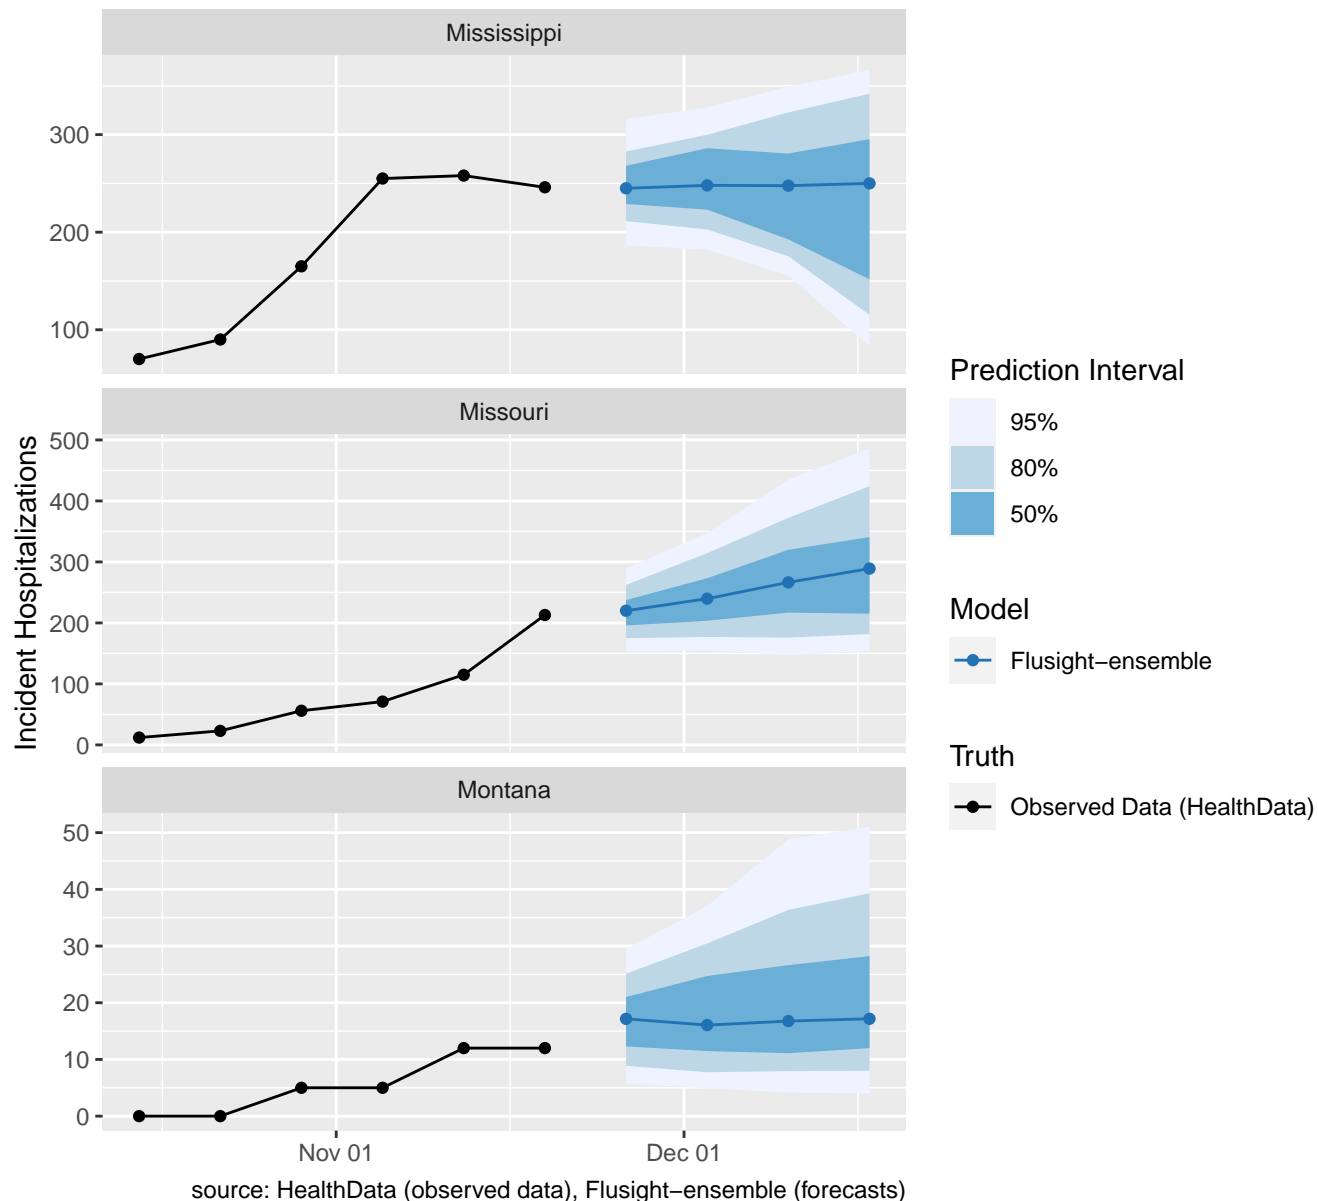 Mississippi
300
200
100
Missouri
500
400
300
200
100
0
Montana
50
40
30
20
10
0
Nov 01
Dec 01
Incident Hospitalizations
source: HealthData (observed data), Flusight−ensemble (forecasts)
Prediction Interval
95%
80%
50%
Model
Flusight−ensemble
Truth
Observed Data (HealthData)